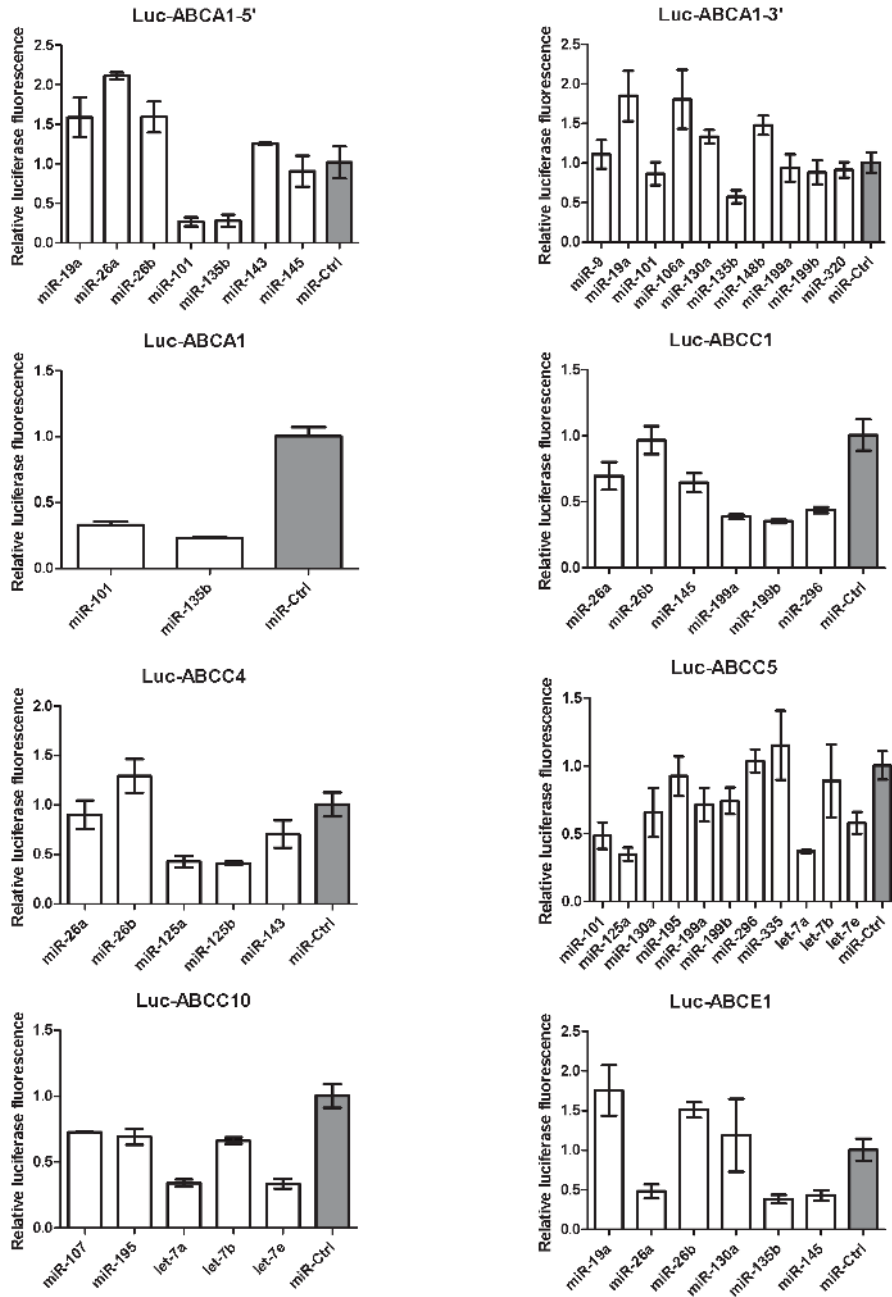 Luc-ABCA1-5'
Relative luciferase fluorescence
2.5
2.0
1.5
1.0
0.5
0.0
miR-19a
miR-26a
miR-26b
miR-101
miR-135b
miR-143
miR-145
miR-Ctrl
Luc-ABCA1-3'
Relative luciferase fluorescence
2.5
2.0
1.5
1.0
0.5
0.0
miR-9
miR-19a
miR-101
miR-106a
miR-130a
miR-135b
miR-148b
miR-199a
miR-199b
miR-320
miR-Ctrl
Luc-ABCA1
Relative luciferase fluorescence
1.5
1.0
0.5
0.0
miR-101
miR-135b
miR-Ctrl
Luc-ABCC1
Relative luciferase fluorescence
1.5
1.0
0.5
0.0
miR-26a
miR-26b
miR-145
miR-199a
miR-199b
miR-296
miR-Ctrl
Luc-ABCC4
Relative luciferase fluorescence
2.0
1.5
1.0
0.5
0.0
miR-26a
miR-26b
miR-125a
miR-125b
miR-143
miR-Ctrl
Luc-ABCC5
Relative luciferase fluorescence
1.5
1.0
0.5
0.0
miR-101
miR-125a
miR-130a
miR-195
miR-199a
miR-199b
miR-296
miR-335
let-7a
let-7b
let-7e
miR-Ctrl
Luc-ABCC10
Relative luciferase fluorescence
1.5
1.0
0.5
0.0
miR-107
miR-195
let-7a
let-7b
let-7e
miR-Ctrl
Luc-ABCE1
Relative luciferase fluorescence
2.5
2.0
1.5
1.0
0.5
0.0
miR-19a
miR-26a
miR-26b
miR-130a
miR-135b
miR-145
miR-Ctrl